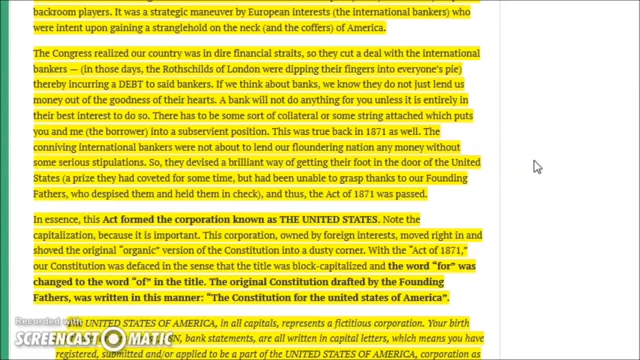 backroom players. It was a strategic maneuver by European interests (the international bankers) who
were intent upon gaining a stranglehold on the neck (and the coffers) of America.
The Congress realized our country was in dire financial straits, so they cut a deal with the international
bankers — (in those days, the Rothschilds of London were dipping their fingers into everyone's pie)
thereby incurring a DEBT to said bankers. If we think about banks, we know they do not just lend us
money out of the goodness of their hearts. A bank will not do anything for you unless it is entirely in
their best interest to do so. There has to be some sort of collateral or some string attached which puts
you and me (the borrower) into a subservient position. This was true back in 1871 as well. The
conniving international bankers were not about to lend our floundering nation any money without
some serious stipulations. So, they devised a brilliant way of getting their foot in the door of the United
States (a prize they had coveted for some time, but had been unable to grasp thanks to our Founding
Fathers, who despised them and held them in check), and thus, the Act of 1871 was passed.
In essence, this Act formed the corporation known as THE UNITED STATES. Note the
capitalization, because it is important. This corporation, owned by foreign interests, moved right in and
shoved the original "organic" version of the Constitution into a dusty corner. With the "Act of 1871,"
our Constitution was defaced in the sense that the title was block-capitalized and the word "for" was
changed to the word "of" in the title. The original Constitution drafted by the Founding
Fathers, was written in this manner: "The Constitution for the united states of America".
Recorded with
SCREENCAST MATIC
THE UNITED STATES OF AMERICA, in all capitals, represents a fictitious corporation. Your birth
bank statements, are all written in capital letters, which means you have
registered, submitted and/or applied to be a part of the UNITED STATES OF AMERICA, corporation as